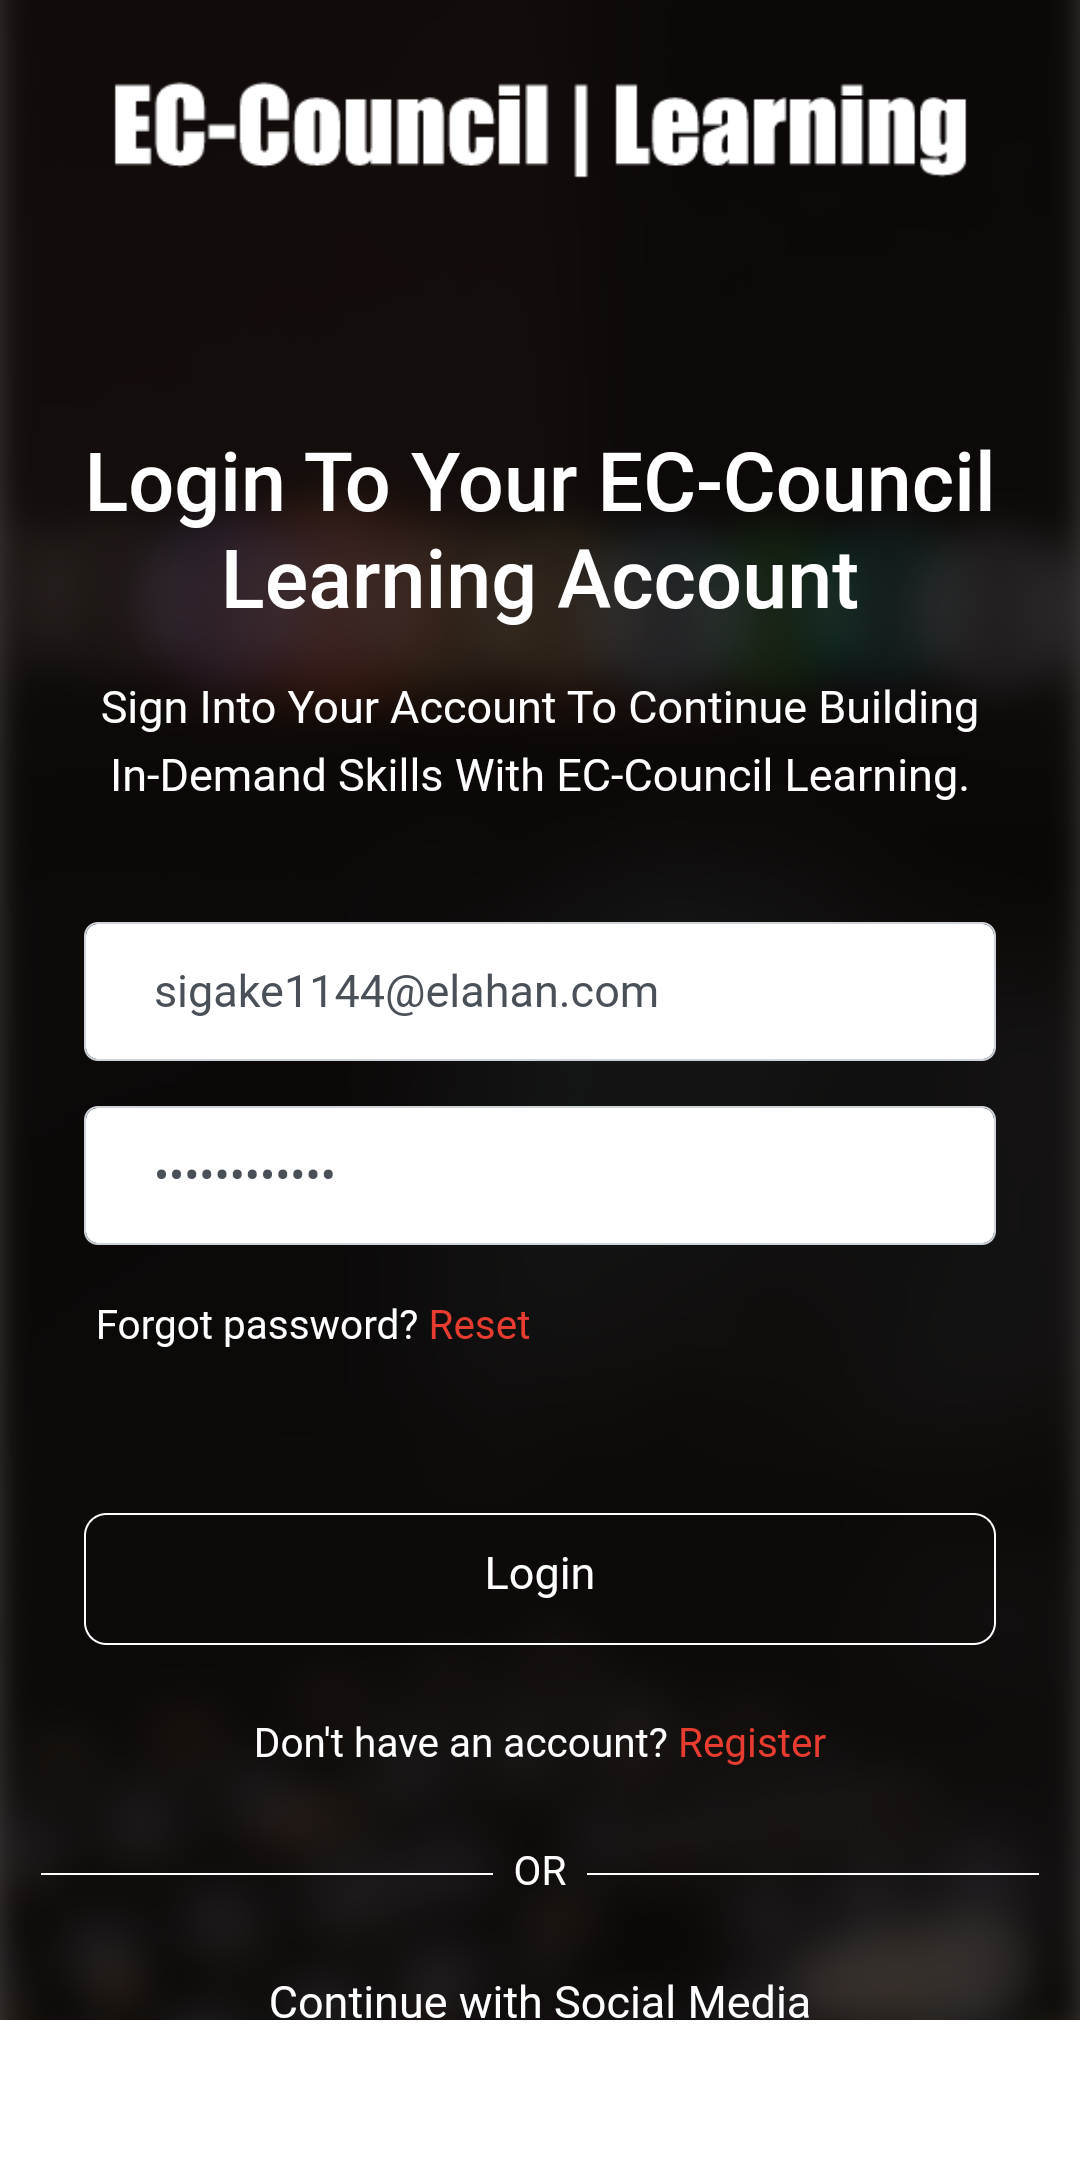 EC-Council | Learning
Login To Your EC-Council
Learning Account
Sign Into Your Account To Continue Building
In-Demand Skills With EC-Council Learning.
sigake1144@elahan.com
••••••••••••
Forgot password? Reset
Login
Don't have an account? Register
OR
Continue with Social Media